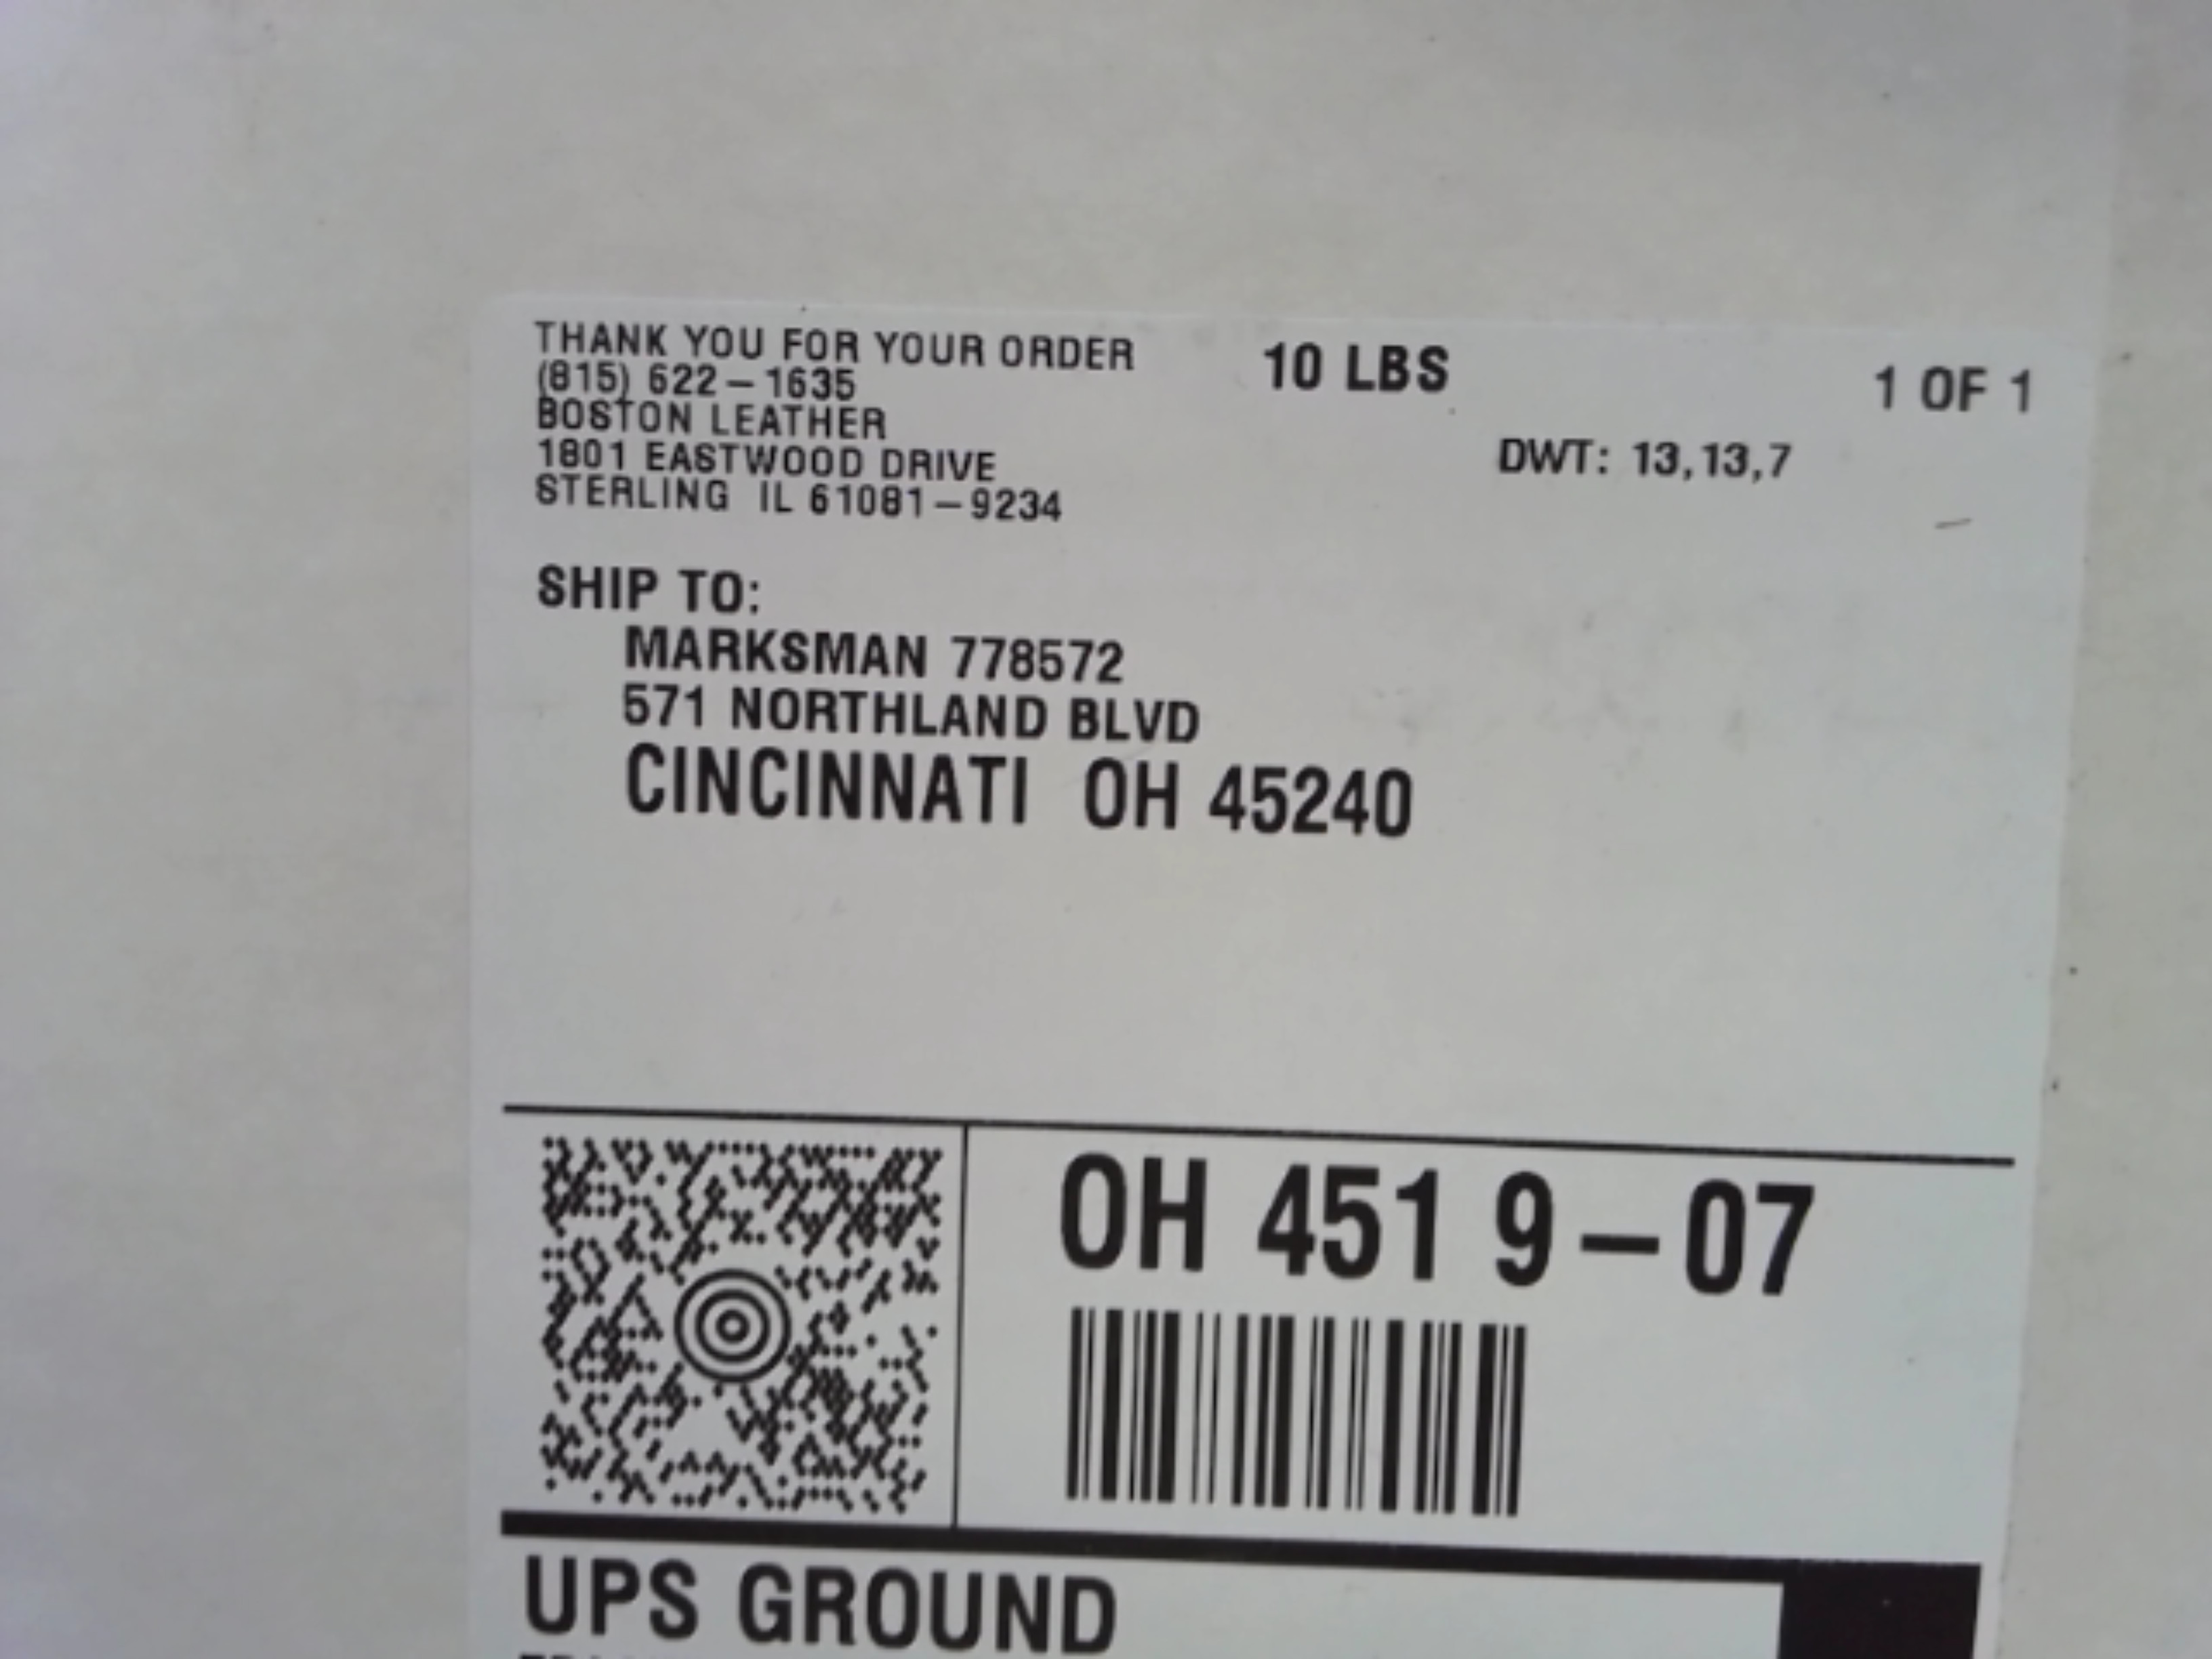 THANK YOU FOR YOUR ORDER
(815) 622-1635
BOSTON LEATHER
1801 EASTWOOD DRIVE
STERLING IL 61081-9234
10 LBS
1 OF 1
DWT: 13,13,7
SHIP TO:
MARKSMAN 778572
571 NORTHLAND BLVD
CINCINNATI OH 45240
OH 451 9-07
UPS GROUND